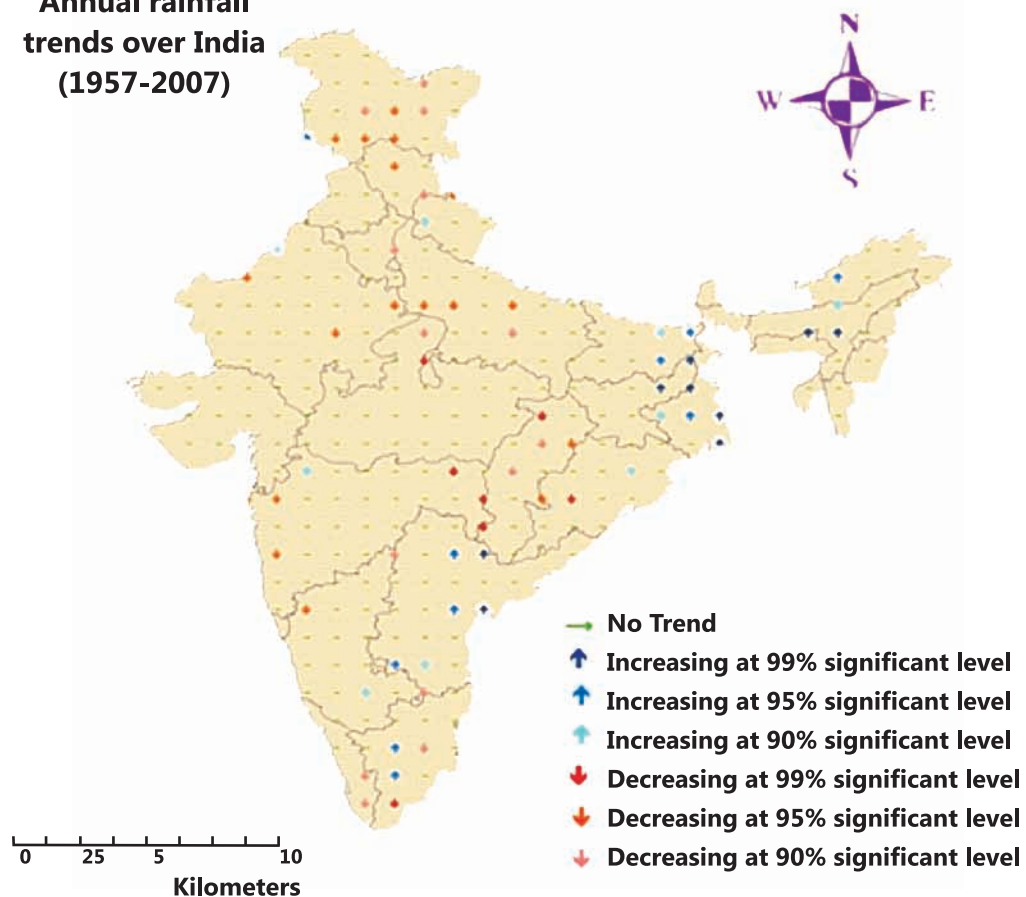 Annual rainfall
trends over India
(1957-2007)
N
W E
S
No Trend
Increasing at 99% significant level
Increasing at 95% significant level
Increasing at 90% significant level
Decreasing at 99% significant level
Decreasing at 95% significant level
Decreasing at 90% significant level
0 25 5 10
Kilometers